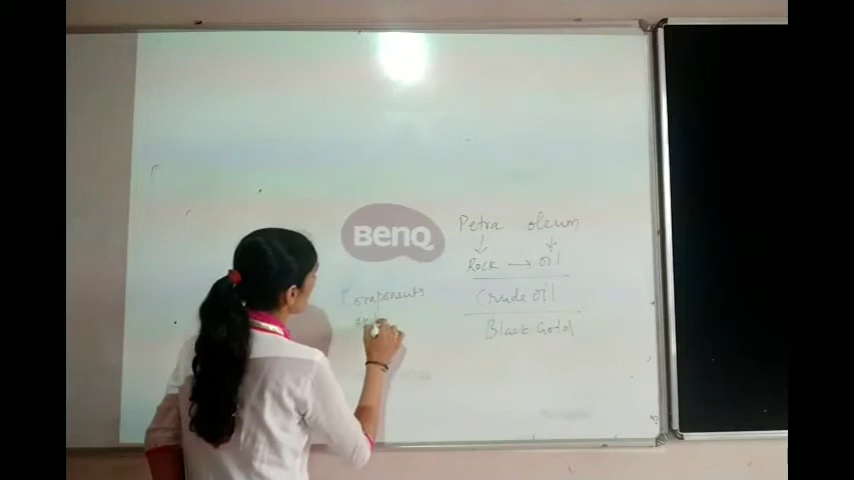 BenQ
Petra oleum
Rock → oil
Crude oil
Black Gold
Components